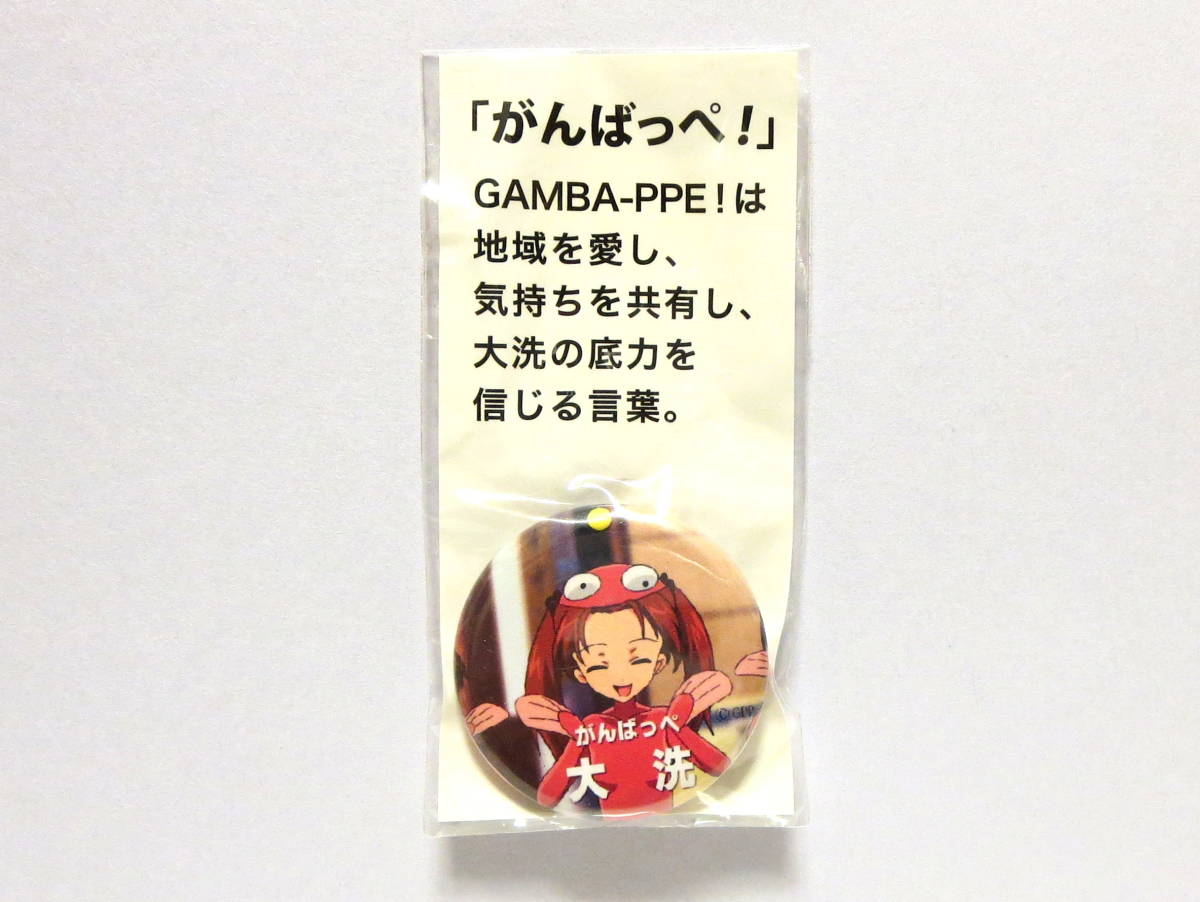 「がんばっぺ!」
GAMBA-PPE!は
地域を愛し、
気持ちを共有し、
大洗の底力を
信じる言葉。
がんばっぺ
大 洗